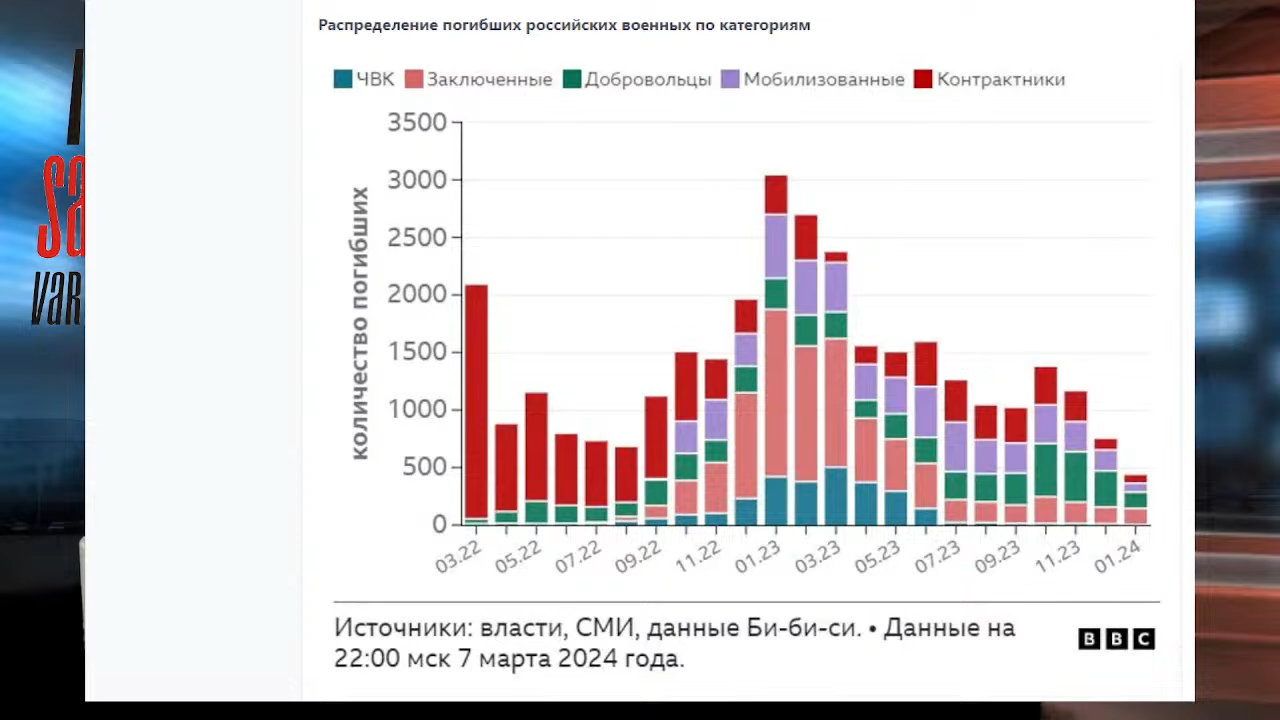 Распределение погибших российских военных по категориям
ЧВК Заключенные Добровольцы Мобилизованные Контрактники
3500
3000
2500
2000
1500
1000
500
0
количество погибших
03.22 05.22 07.22 09.22 11.22 01.23 03.23 05.23 07.23 09.23 11.23 01.24
Источники: власти, СМИ, данные Би-би-си. • Данные на
22:00 мск 7 марта 2024 года.
BBC